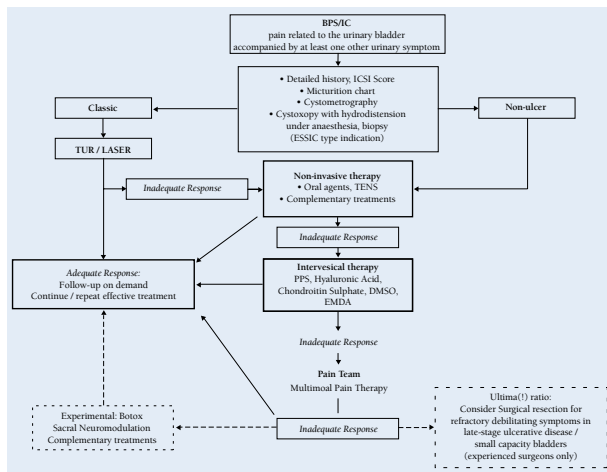 BPS/IC
pain related to the urinary bladder
accompanied by at least one other urinary symptom
• Detailed history, ICSI Score
• Micturition chart
• Cystometrography
• Cystoxopy with hydrodistension
under anaesthesia, biopsy
(ESSIC type indication)
Classic
Non-ulcer
TUR / LASER
Non-invasive therapy
• Oral agents, TENS
• Complementary treatments
Inadequate Response
Inadequate Response
Adequate Response:
Follow-up on demand
Continue / repeat effective treatment
Intervesical therapy
PPS, Hyaluronic Acid,
Chondroitin Sulphate, DMSO,
EMDA
Inadequate Response
Pain Team
Multimoal Pain Therapy
Experimental: Botox
Sacral Neuromodulation
Complementary treatments
Inadequate Response
Ultima(!) ratio:
Consider Surgical resection for
refractory debilitating symptoms in
late-stage ulcerative disease /
small capacity bladders
(experienced surgeons only)